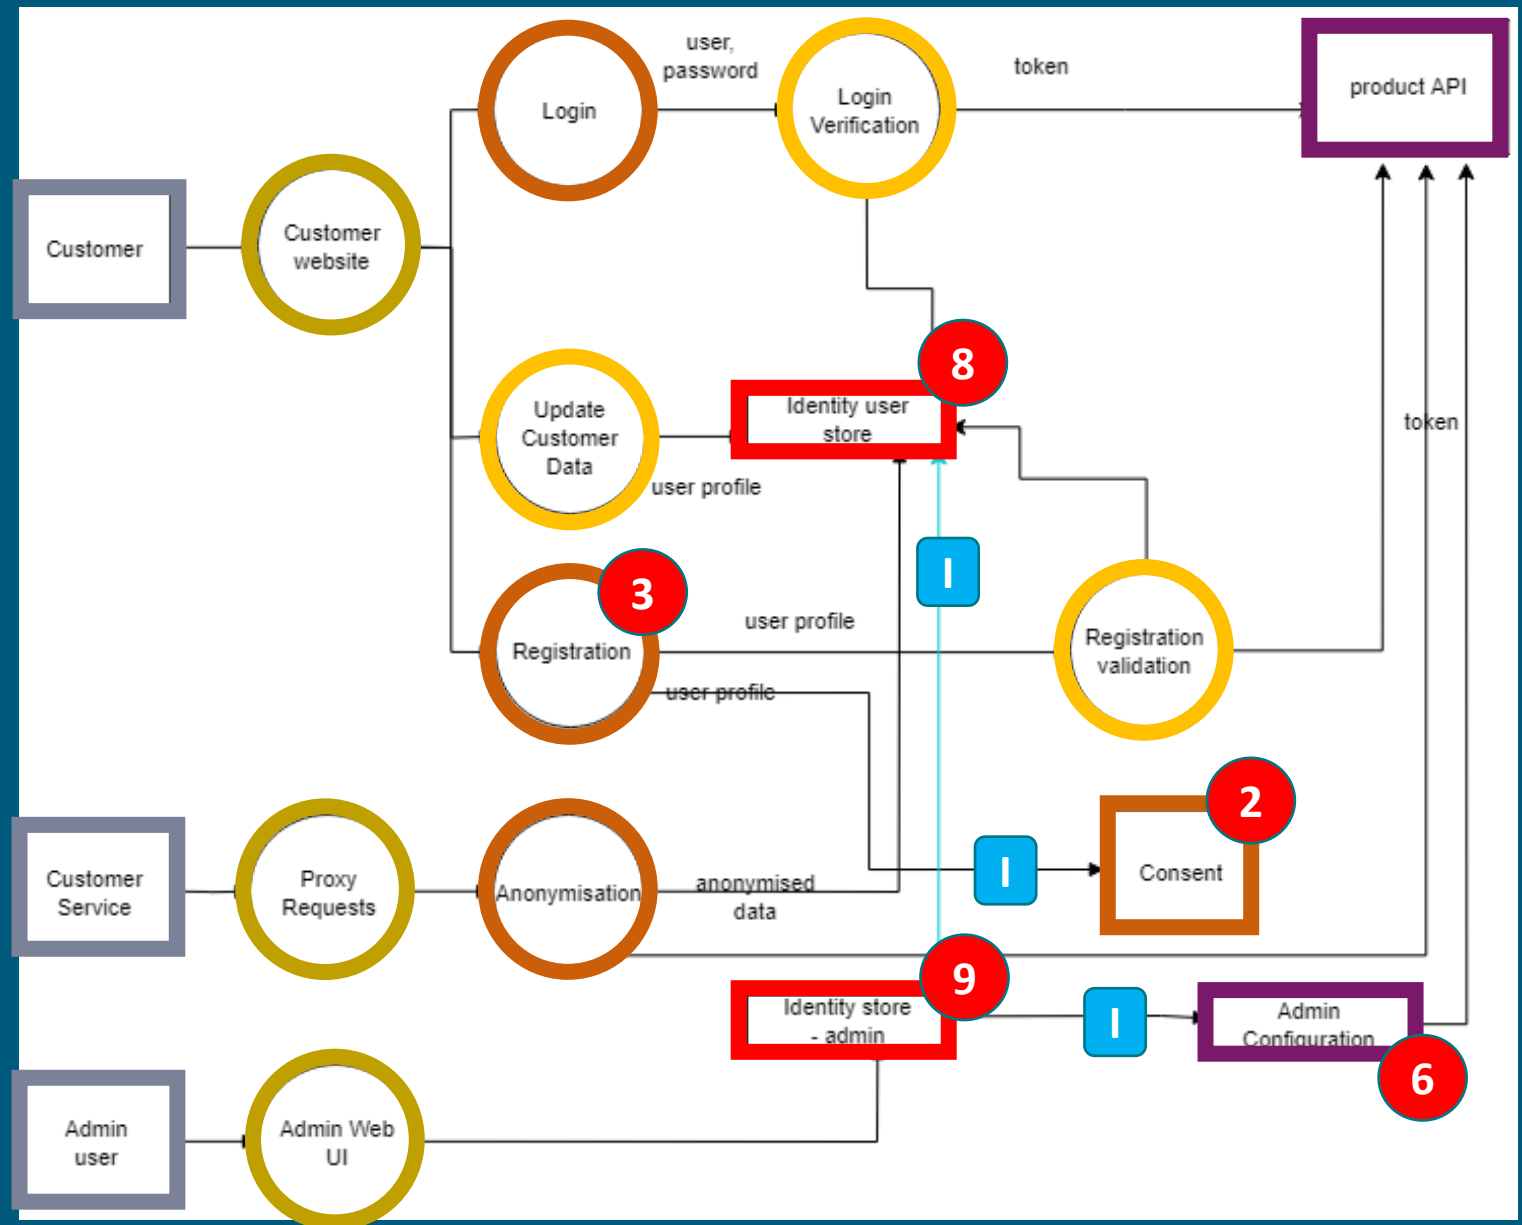 user,
password
token
Login
Login
Verification
product API
Customer
Customer
website
8
Update
Customer
Data
Identity user
store
token
user profile
I
3
Registration
user profile
Registration
validation
user profile
2
Consent
I
Customer
Service
Proxy
Requests
Anonymisation
anonymised
data
9
Identity store
- admin
I
Admin
Configuration
6
Admin
user
Admin Web
UI